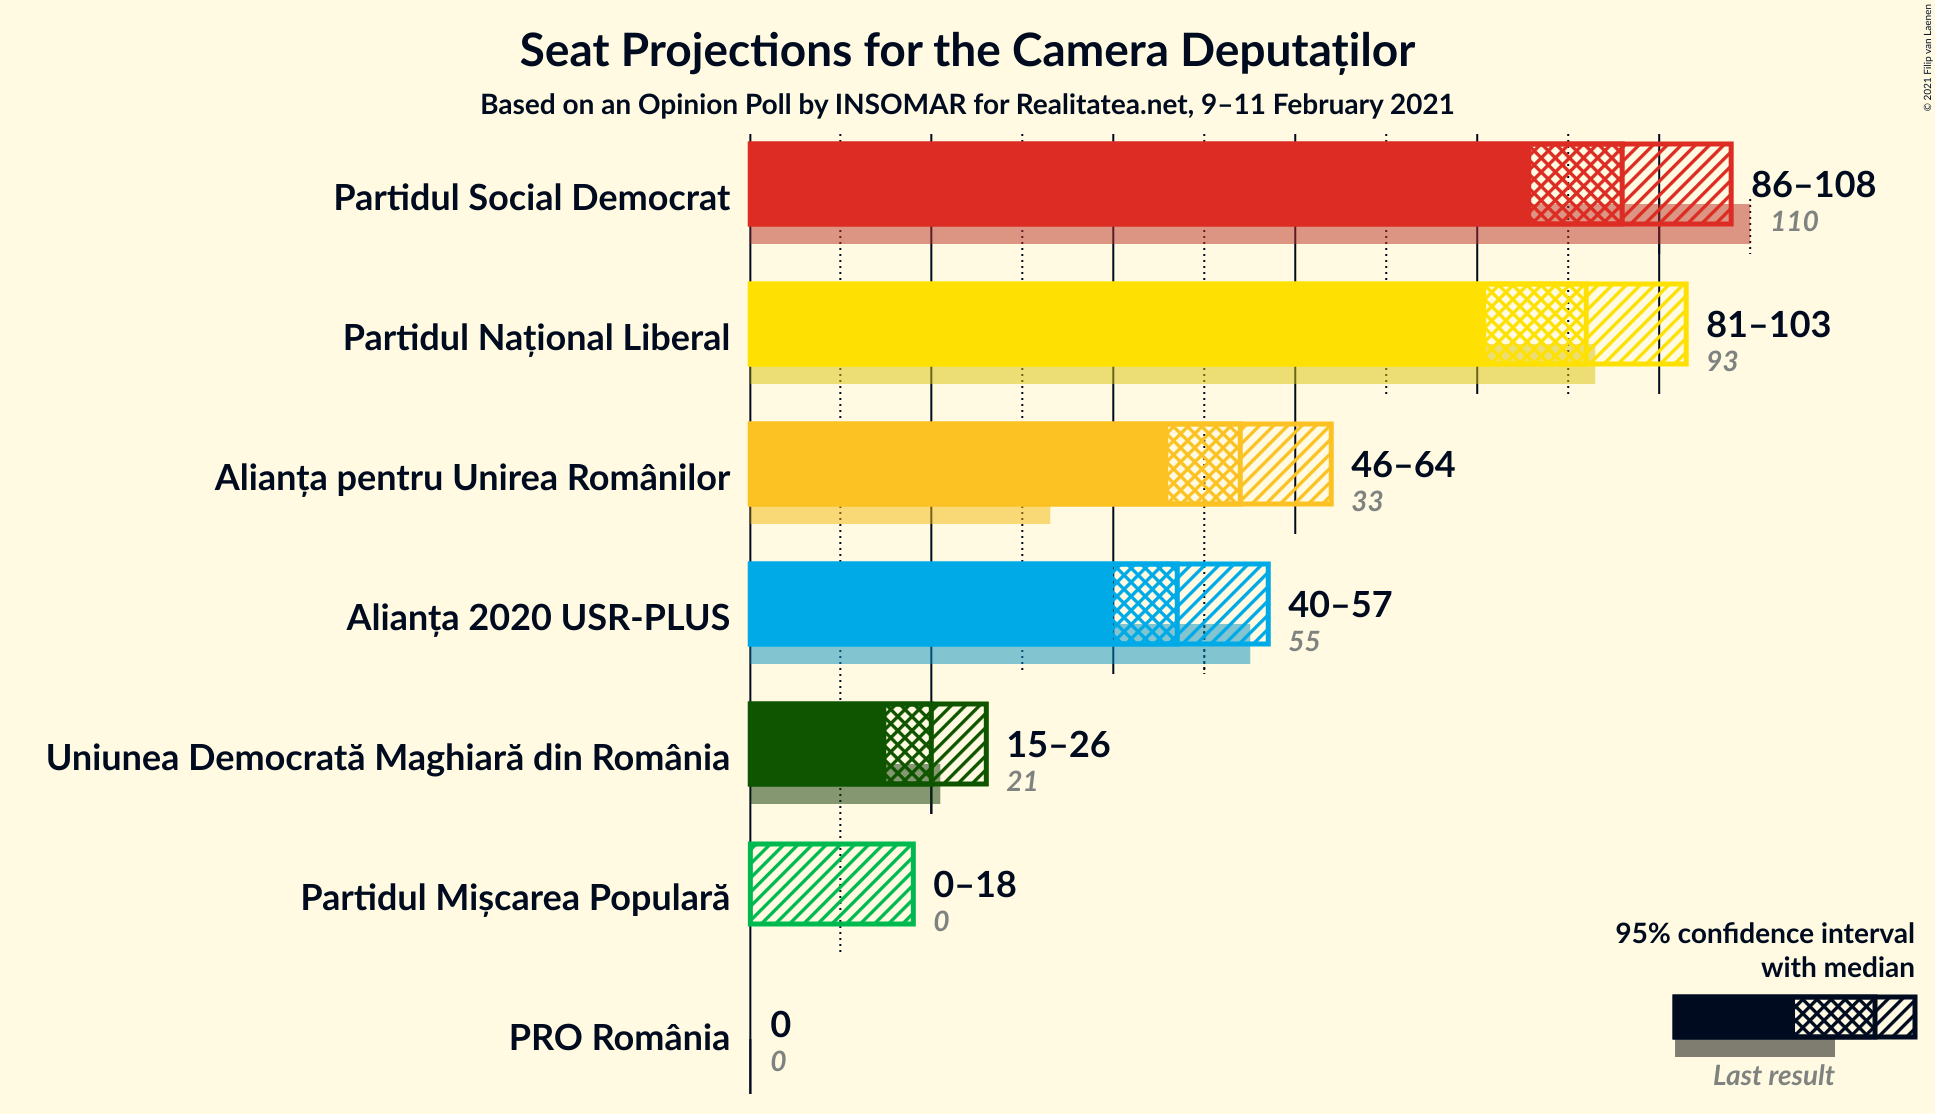 Seat Projections for the Camera Deputaților
Based on an Opinion Poll by INSOMAR for Realitatea.net, 9–11 February 2021
© 2021 Filip van Laenen
Partidul Social Democrat
86–108
110
Partidul Național Liberal
81–103
93
Alianța pentru Unirea Românilor
46–64
33
Alianța 2020 USR-PLUS
40–57
55
Uniunea Democrată Maghiară din România
15–26
21
Partidul Mișcarea Populară
0–18
0
PRO România
0
0
95% confidence interval
with median
Last result